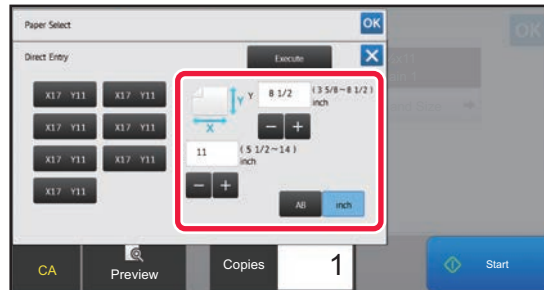 Paper Select
OK
Direct Entry
Execute
X17 Y11
X17 Y11
X17 Y11
X17 Y11
X17 Y11
X17 Y11
X17 Y11
Y
X
Y
8 1/2
(3 5/8~8 1/2)
inch
11
(5 1/2~14)
inch
AB
inch
CA
Preview
Copies
1
Start
OK